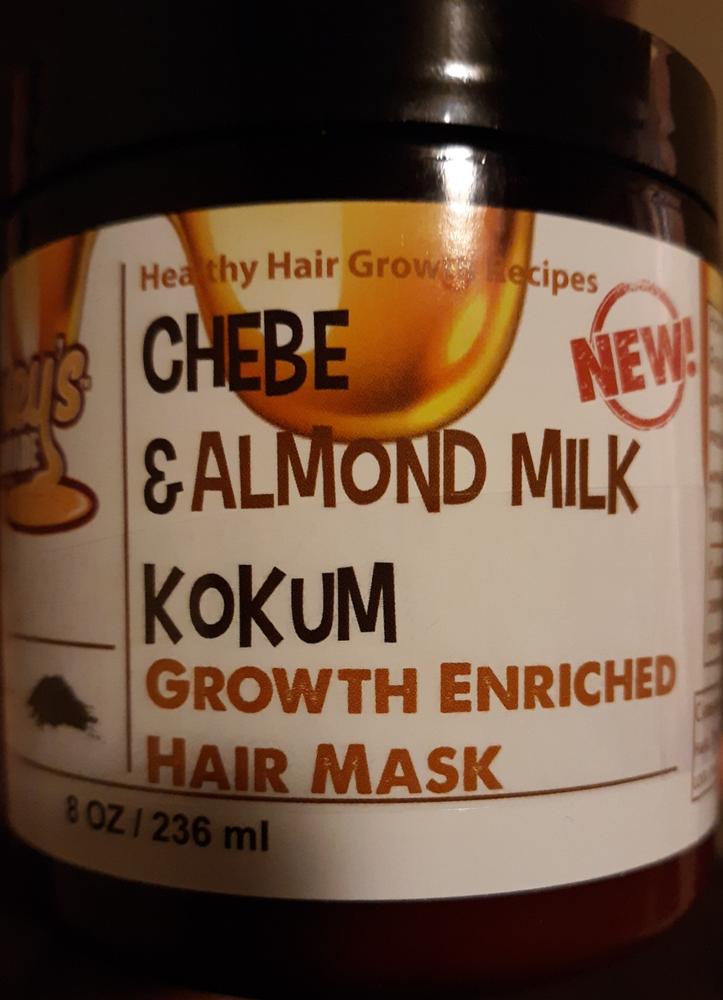 Healthy Hair Growth Recipes
CHEBE
NEW!
& ALMOND MILK
KOKUM
GROWTH ENRICHED
HAIR MASK
8 OZ / 236 ml